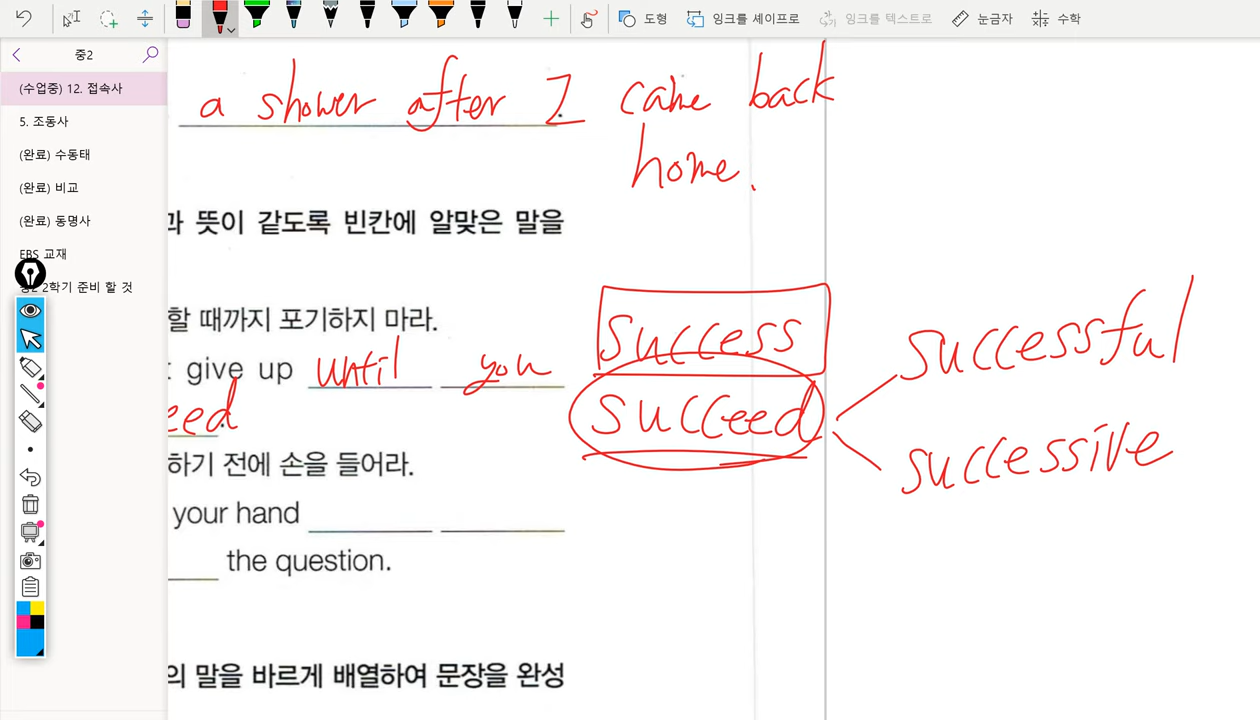 도형
잉크를 셰이프로
잉크를 텍스트로
눈금자
수학
중2
(수업중) 12. 접속사
5. 조동사
(완료) 수동태
(완료) 비교
(완료) 동명사
EBS 교재
2학기 준비 할 것
a shower after I came back
home.
과 뜻이 같도록 빈칸에 알맞은 말을
할 때까지 포기하지 마라.
give up until you
eed
success
succeed
successful
successive
하기 전에 손을 들어라.
your hand
the question.
의 말을 바르게 배열하여 문장을 완성